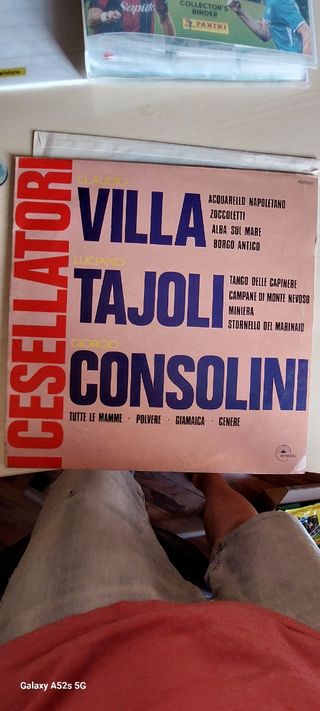 Saputo
COLLECTOR'S
BINDER
PANINI
I CESELLATORI
CLAUDIO
VILLA
ACQUARELLO NAPOLETANO
ZOCCOLETTI
ALBA SUL MARE
BORGO ANTICO
LUCIANO
TAJOLI
TANGO DELLE CAPINERE
CAMPANE DI MONTE NEVOSO
MINIERA
STORNELLO DEL MARINAIO
GIORGIO
CONSOLINI
TUTTE LE MAMME · POLVERE · GIAMAICA · CENERE
Galaxy A52s 5G